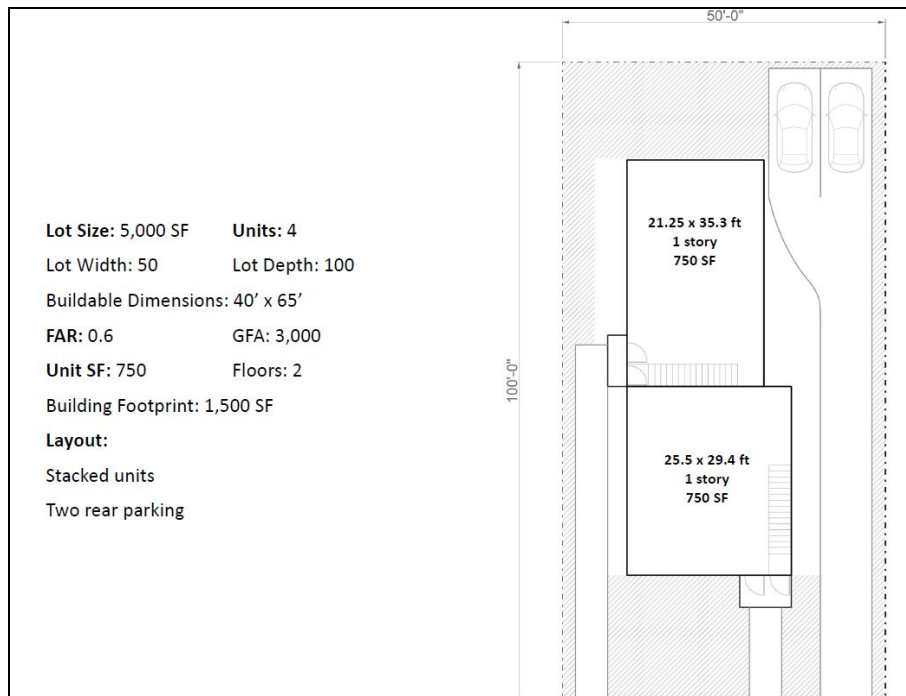 50'-0"
Lot Size: 5,000 SF Units: 4
Lot Width: 50 Lot Depth: 100
Buildable Dimensions: 40’ x 65’
FAR: 0.6 GFA: 3,000
Unit SF: 750 Floors: 2
Building Footprint: 1,500 SF
Layout:
Stacked units
Two rear parking
100'-0"
21.25 x 35.3 ft
1 story
750 SF
25.5 x 29.4 ft
1 story
750 SF